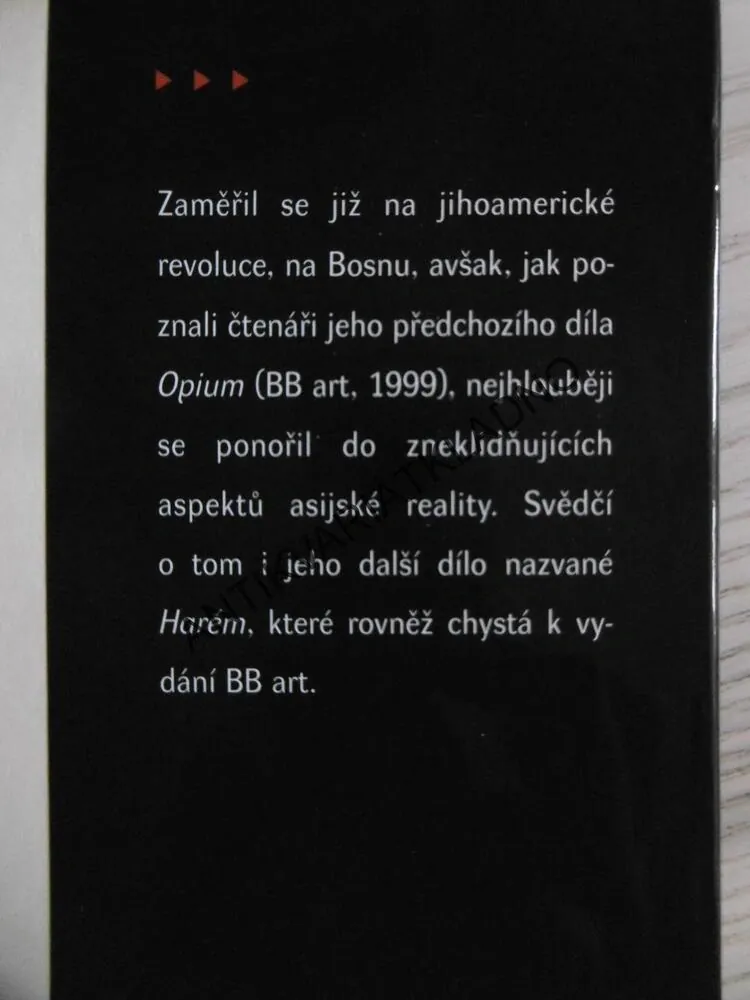 ▶ ▶ ▶
Zaměřil se již na jihoamerické
revoluce, na Bosnu, avšak, jak po-
znali čtenáři jeho předchozího díla
Opium (BB art, 1999), nejhlouběji
se ponořil do zneklidňujících
aspektů asijské reality. Svědčí
o tom i jeho další dílo nazvané
Harém, které rovněž chystá k vy-
dání BB art.
ANTIKVARIATKLADNO